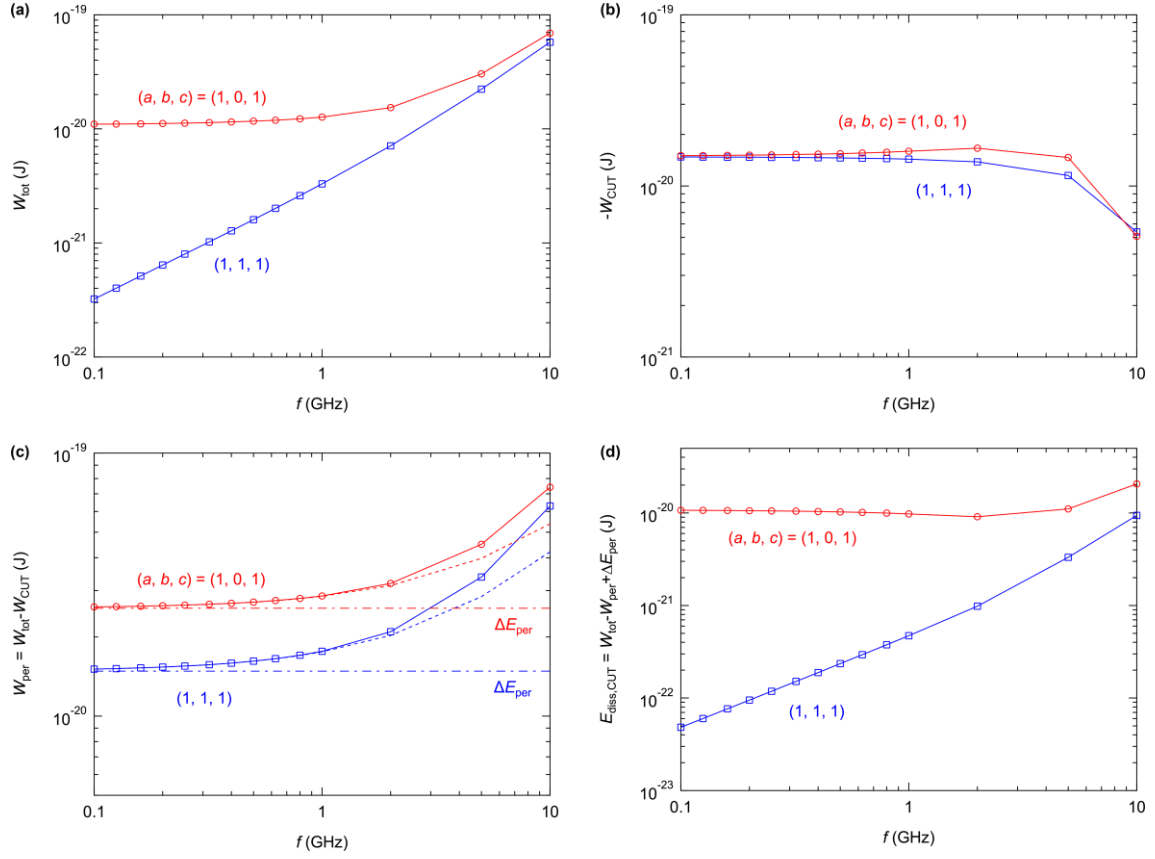 (a)
10⁻¹⁹
10⁻²⁰
10⁻²¹
10⁻²²
W_tot (J)
(a, b, c) = (1, 0, 1)
(1, 1, 1)
0.1 1 10
f (GHz)
(b)
10⁻¹⁹
10⁻²⁰
10⁻²¹
-W_CUT (J)
(a, b, c) = (1, 0, 1)
(1, 1, 1)
0.1 1 10
f (GHz)
(c)
10⁻¹⁹
10⁻²⁰
W_per = W_tot-W_CUT (J)
(a, b, c) = (1, 0, 1)
ΔE_per
ΔE_per
(1, 1, 1)
0.1 1 10
f (GHz)
(d)
10⁻²⁰
10⁻²¹
10⁻²²
10⁻²³
E_diss,CUT = W_tot-W_per+ΔE_per (J)
(a, b, c) = (1, 0, 1)
(1, 1, 1)
0.1 1 10
f (GHz)